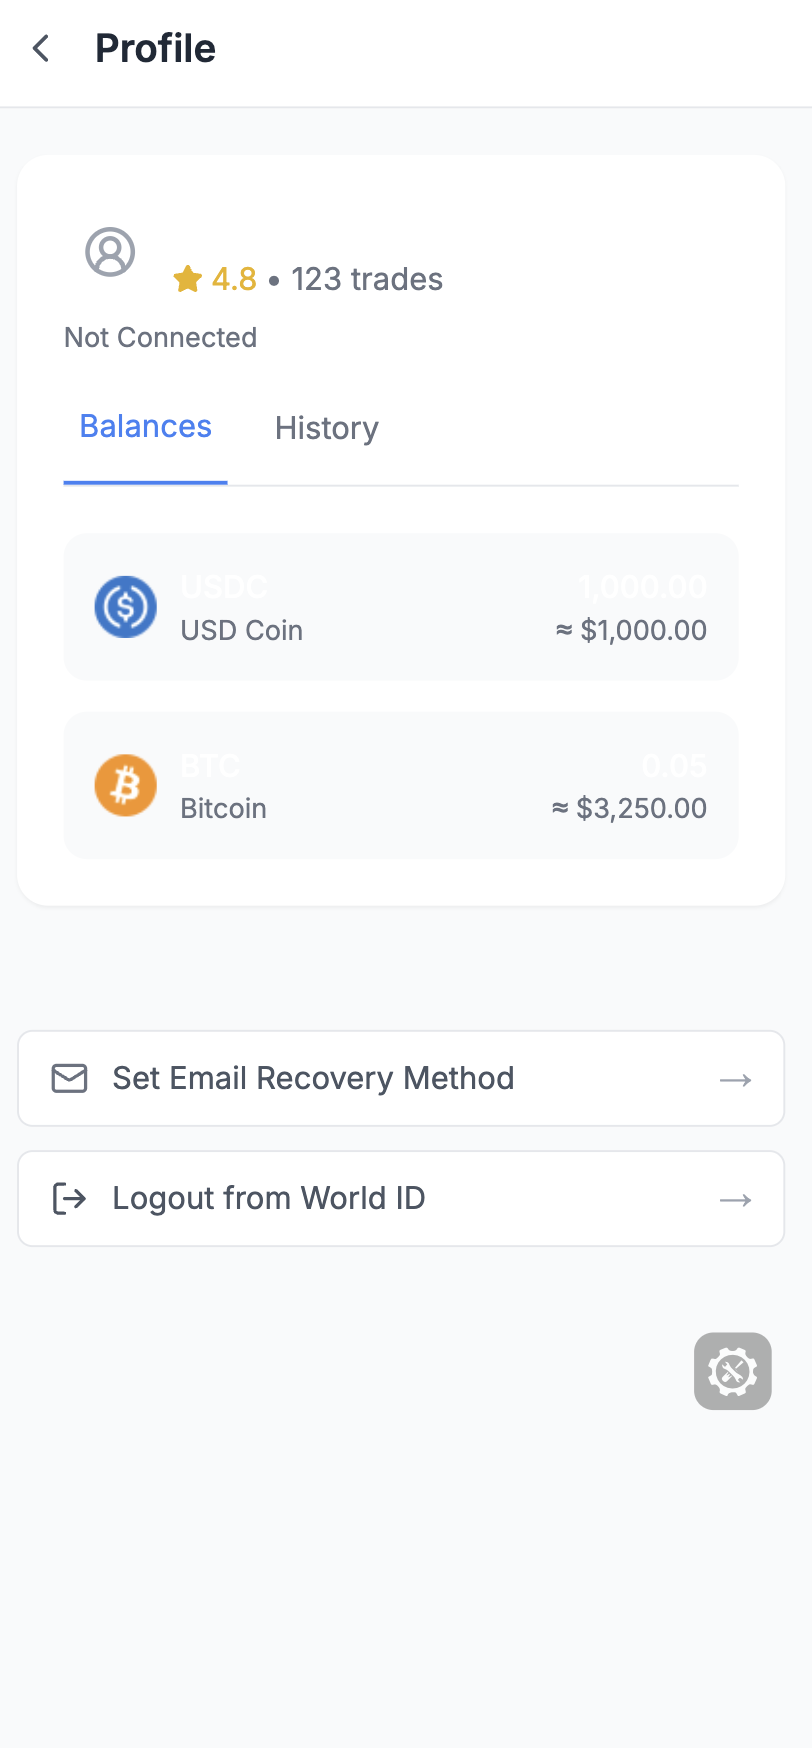 Profile
4.8 • 123 trades
Not Connected
Balances History
USDC 1,000.00
USD Coin ≈ $1,000.00
BTC 0.05
Bitcoin ≈ $3,250.00
Set Email Recovery Method →
Logout from World ID →